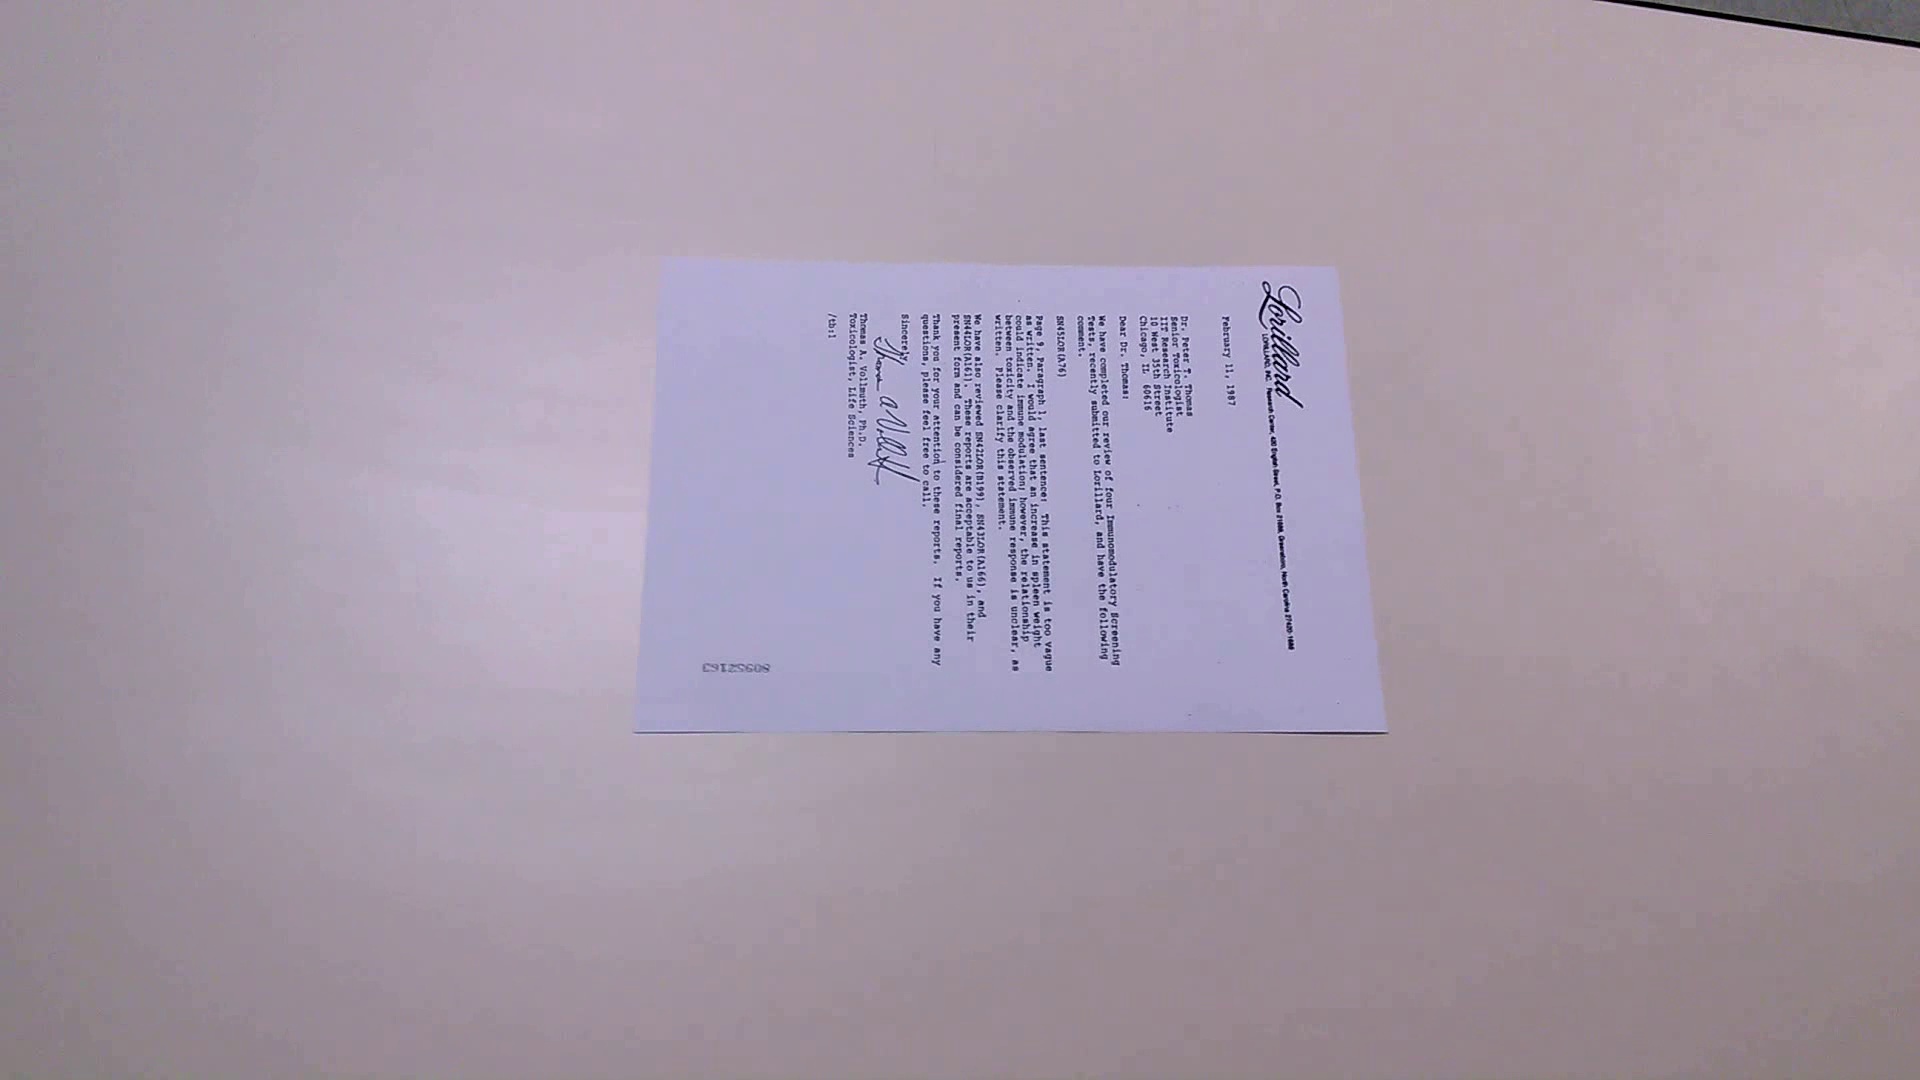 Lorillard
LORILLARD, INC. Research Center, 420 English Street, P.O. Box 21688, Greensboro, North Carolina 27420-1688
February 11, 1987
Dr. Peter T. Thomas
Senior Toxicologist
IIT Research Institute
10 West 35th Street
Chicago, IL 60616
Dear Dr. Thomas:
We have completed our review of four Immunomodulatory Screening
Tests, recently submitted to Lorillard, and have the following
comment.
SN45LOR(A76)
Page 9, Paragraph 1, last sentence: This statement is too vague
as written. I would agree that an increase in spleen weight
could indicate immune modulation; however, the relationship
between toxicity and the observed immune response is unclear, as
written. Please clarify this statement.
We have also reviewed SN42LOR(B199), SN43LOR(A166), and
SN44LOR(A161). These reports are acceptable to us in their
present form and can be considered final reports.
Thank you for your attention to these reports. If you have any
questions, please feel free to call.
Sincerely,
Thomas A. Vollmuth
Thomas A. Vollmuth, Ph.D.
Toxicologist, Life Sciences
/tb:1
80952163